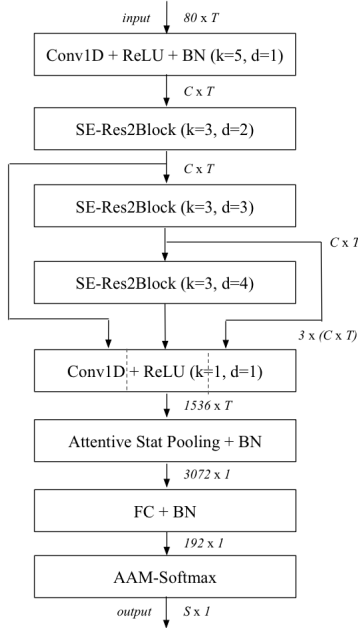 input 80 x T
Conv1D + ReLU + BN (k=5, d=1)
C x T
SE-Res2Block (k=3, d=2)
C x T
SE-Res2Block (k=3, d=3)
C x T
SE-Res2Block (k=3, d=4)
3 x (C x T)
Conv1D + ReLU (k=1, d=1)
1536 x T
Attentive Stat Pooling + BN
3072 x 1
FC + BN
192 x 1
AAM-Softmax
output S x 1